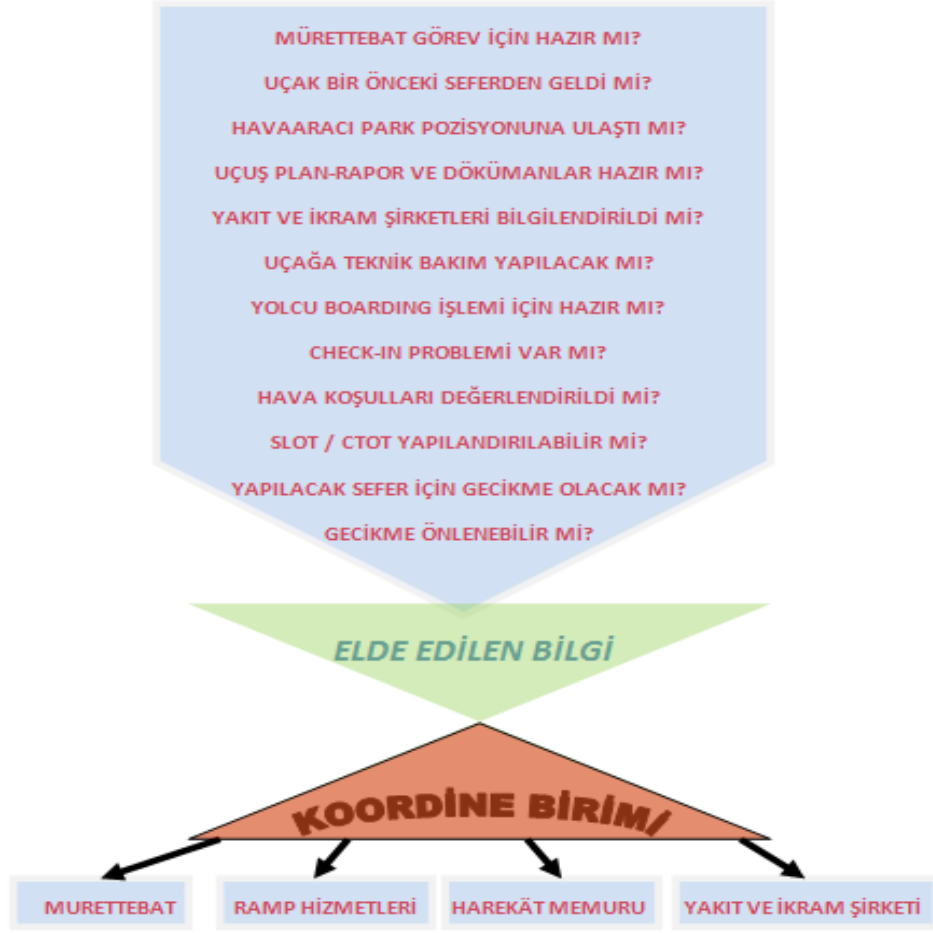 MÜRETTEBAT GÖREV İÇİN HAZIR MI?
UÇAK BİR ÖNCEKİ SEFERDEN GELDİ Mİ?
HAVAARACI PARK POZİSYONUNA ULAŞTI MI?
UÇUŞ PLAN-RAPOR VE DÖKÜMANLAR HAZIR MI?
YAKIT VE İKRAM ŞİRKETLERİ BİLGİLENDİRİLDİ Mİ?
UÇAĞA TEKNİK BAKIM YAPILACAK MI?
YOLCU BOARDING İŞLEMİ İÇİN HAZIR MI?
CHECK-IN PROBLEMİ VAR MI?
HAVA KOŞULLARI DEĞERLENDİRİLDİ Mİ?
SLOT / CTOT YAPILANDIRILABİLİR Mİ?
YAPILACAK SEFER İÇİN GECİKME OLACAK MI?
GECİKME ÖNLENEBİLİR Mİ?
ELDE EDİLEN BİLGİ
KOORDİNE BİRİMİ
MURETTEBAT
RAMP HİZMETLERİ
HAREKÄT MEMURU
YAKIT VE İKRAM ŞİRKETİ